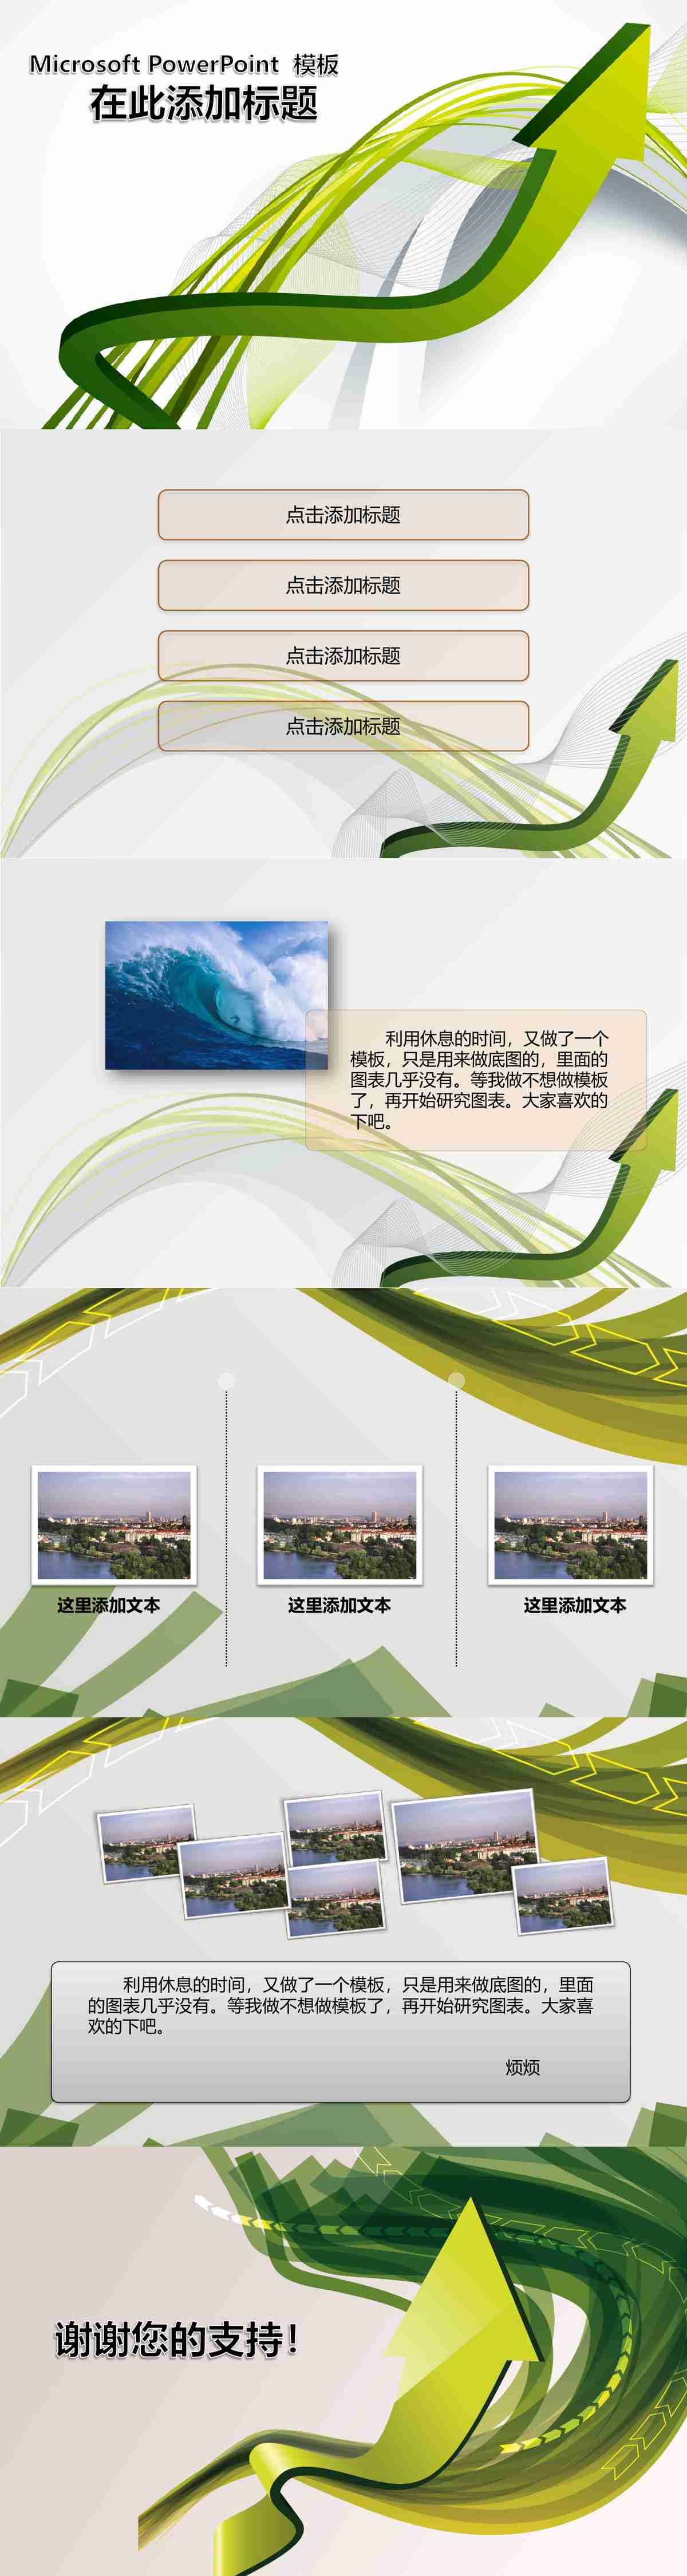 Microsoft PowerPoint 模板
在此添加标题
点击添加标题
点击添加标题
点击添加标题
点击添加标题
利用休息的时间，又做了一个
模板，只是用来做底图的，里面的
图表几乎没有。等我做不想做模板
了，再开始研究图表。大家喜欢的
下吧。
这里添加文本
这里添加文本
这里添加文本
利用休息的时间，又做了一个模板，只是用来做底图的，里面
的图表几乎没有。等我做不想做模板了，再开始研究图表。大家喜
欢的下吧。
烦烦
谢谢您的支持！